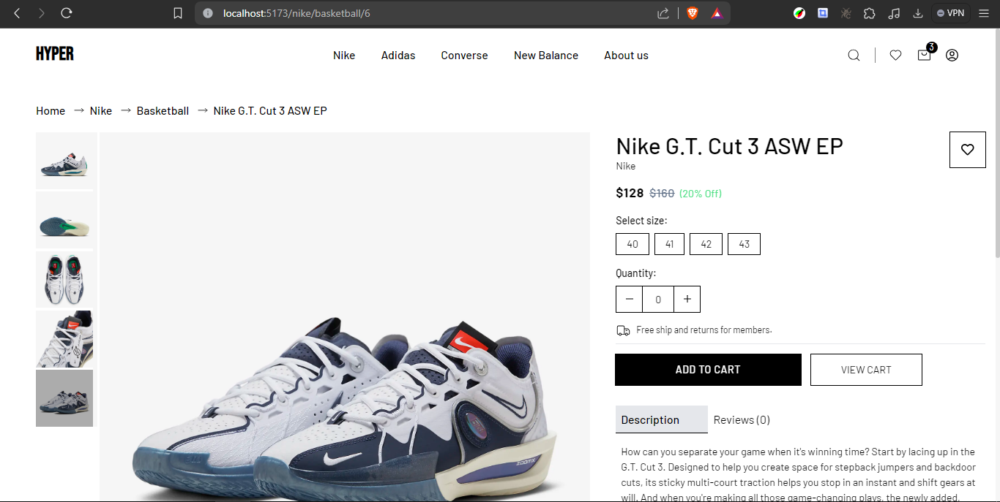 localhost:5173/nike/basketball/6
VPN
HYPER
Nike
Adidas
Converse
New Balance
About us
3
Home → Nike → Basketball → Nike G.T. Cut 3 ASW EP
Nike G.T. Cut 3 ASW EP
Nike
$128 $160 (20% Off)
Select size:
40
41
42
43
Quantity:
− 0 +
Free ship and returns for members.
ADD TO CART
VIEW CART
Description
Reviews (0)
How can you separate your game when it's winning time? Start by lacing up in the
G.T. Cut 3. Designed to help you create space for stepback jumpers and backdoor
cuts, its sticky multi-court traction helps you stop in an instant and shift gears at
will. And when you're making all those game-changing plays, the newly added,
ZOOMX